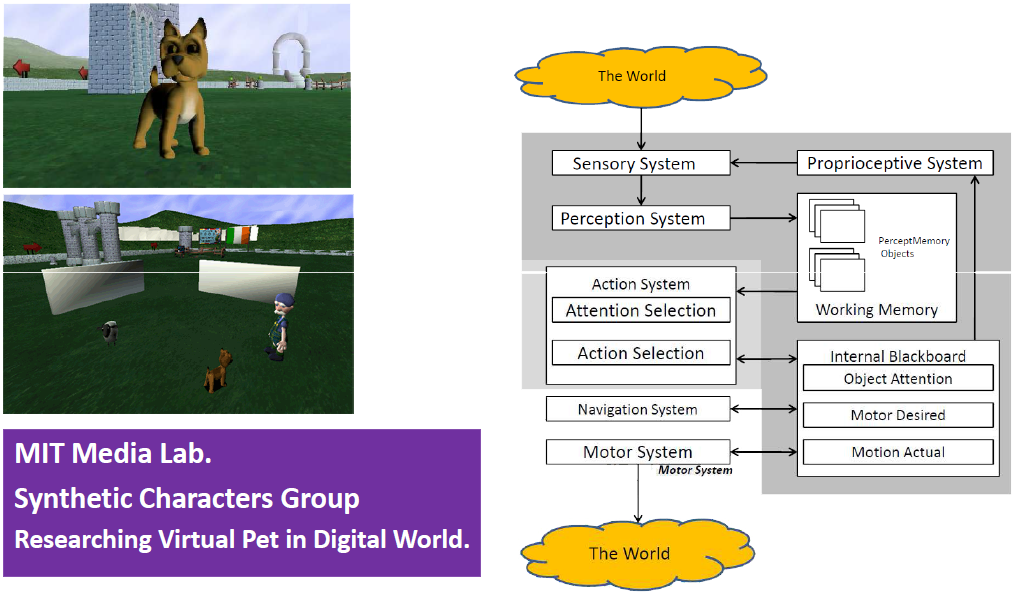 MIT Media Lab.
Synthetic Characters Group
Researching Virtual Pet in Digital World.
The World
Sensory System
Proprioceptive System
Perception System
PerceptMemory
Objects
Working Memory
Action System
Attention Selection
Action Selection
Internal Blackboard
Object Attention
Navigation System
Motor Desired
Motor System
Motor System
Motion Actual
The World